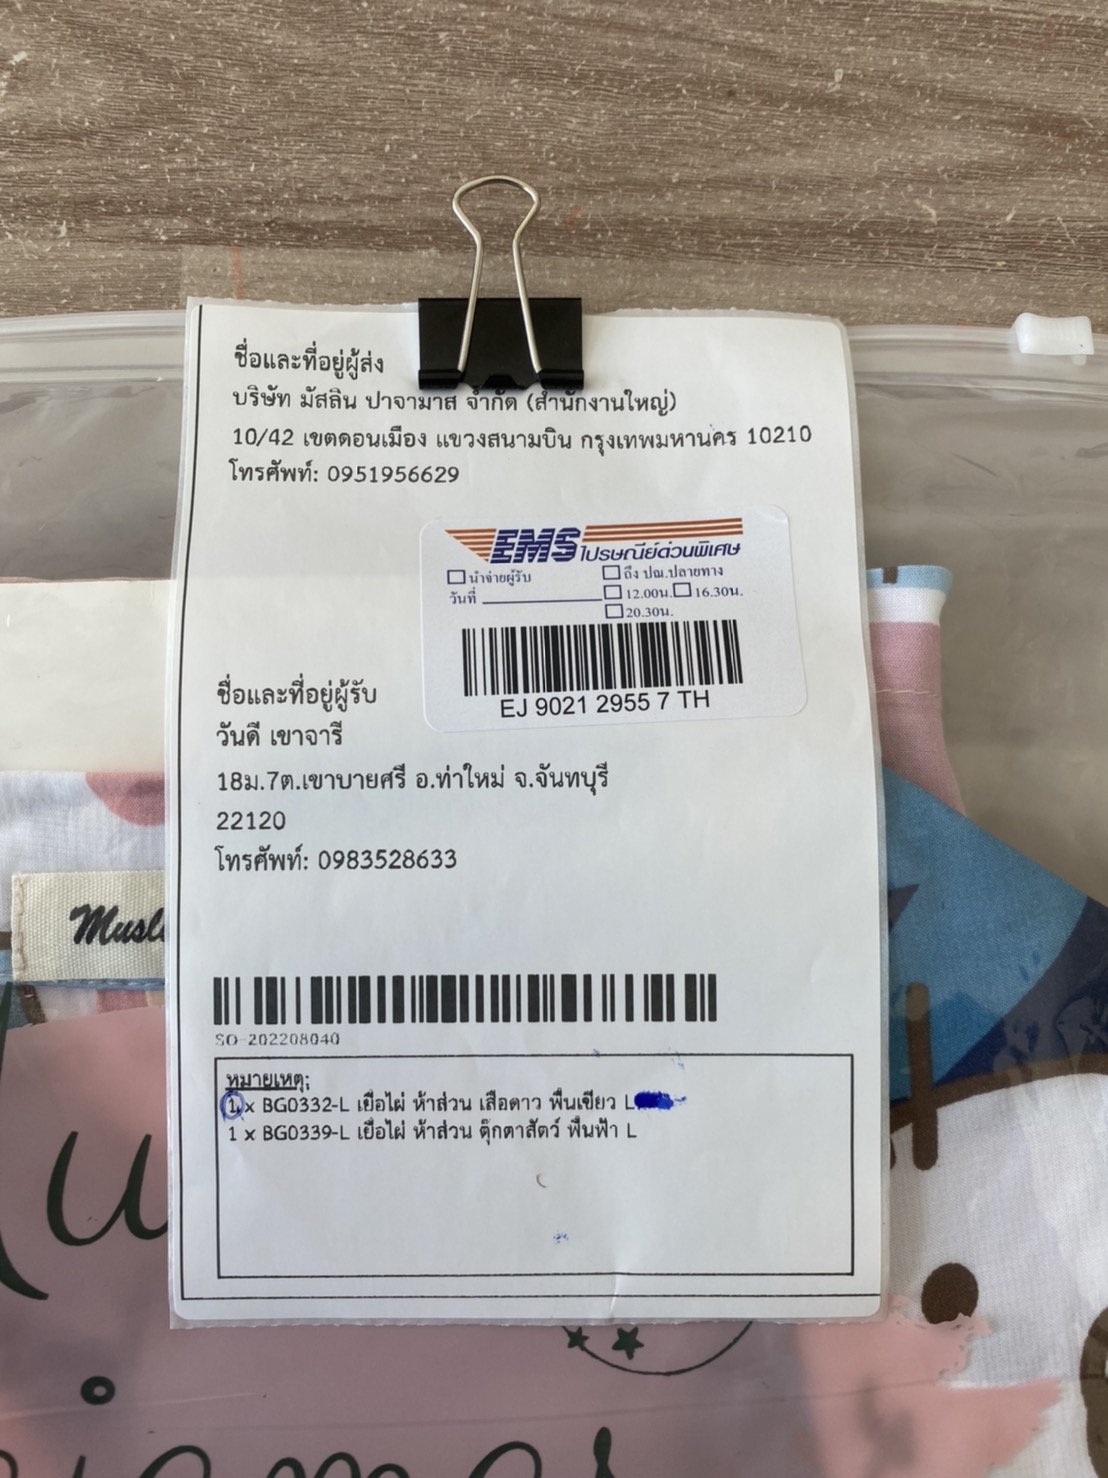 ชื่อและที่อยู่ผู้ส่ง
บริษัท มัสลิน ปาจามาส จำกัด (สำนักงานใหญ่)
10/42 เขตดอนเมือง แขวงสนามบิน กรุงเทพมหานคร 10210
โทรศัพท์: 0951956629
EMS ไปรษณีย์ด่วนพิเศษ
นำจ่ายผู้รับ
ถึง ปณ.ปลายทาง
วันที่
12.00น. 16.30น.
20.30น.
EJ 9021 2955 7 TH
ชื่อและที่อยู่ผู้รับ
วันดี เขาจารี
18ม.7ต.เขาบายศรี อ.ท่าใหม่ จ.จันทบุรี
22120
โทรศัพท์: 0983528633
SO-202208040
หมายเหตุ:
1 x BG0332-L เยื่อไผ่ ห้าส่วน เสือดาว พื้นเขียว L
1 x BG0339-L เยื่อไผ่ ห้าส่วน ตุ๊กตาสัตว์ พื้นฟ้า L